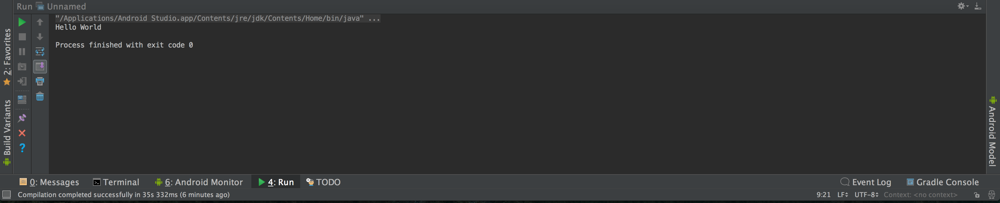 Run Unnamed
"/Applications/Android Studio.app/Contents/jre/jdk/Contents/Home/bin/java" ...
Hello World
Process finished with exit code 0
2: Favorites
Build Variants
Android Model
0: Messages
Terminal
6: Android Monitor
4: Run
TODO
Event Log
Gradle Console
Compilation completed successfully in 35s 332ms (6 minutes ago)
9:21
LF
UTF-8
Context: <no context>